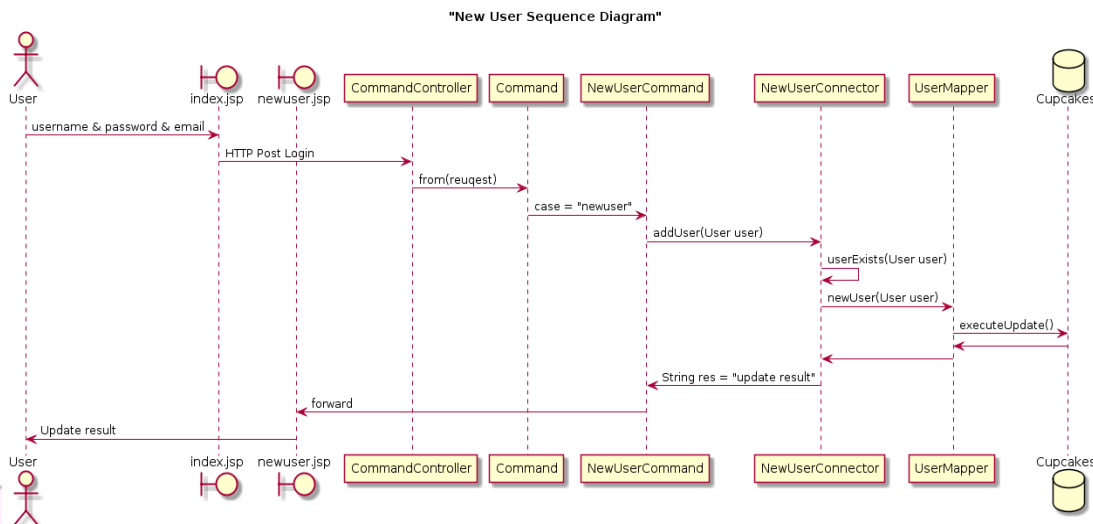 "New User Sequence Diagram"
User
index.jsp
newuser.jsp
CommandController
Command
NewUserCommand
NewUserConnector
UserMapper
Cupcakes
username & password & email
HTTP Post Login
from(reuqest)
case = "newuser"
addUser(User user)
userExists(User user)
newUser(User user)
executeUpdate()
String res = "update result"
forward
Update result
User
index.jsp
newuser.jsp
CommandController
Command
NewUserCommand
NewUserConnector
UserMapper
Cupcakes